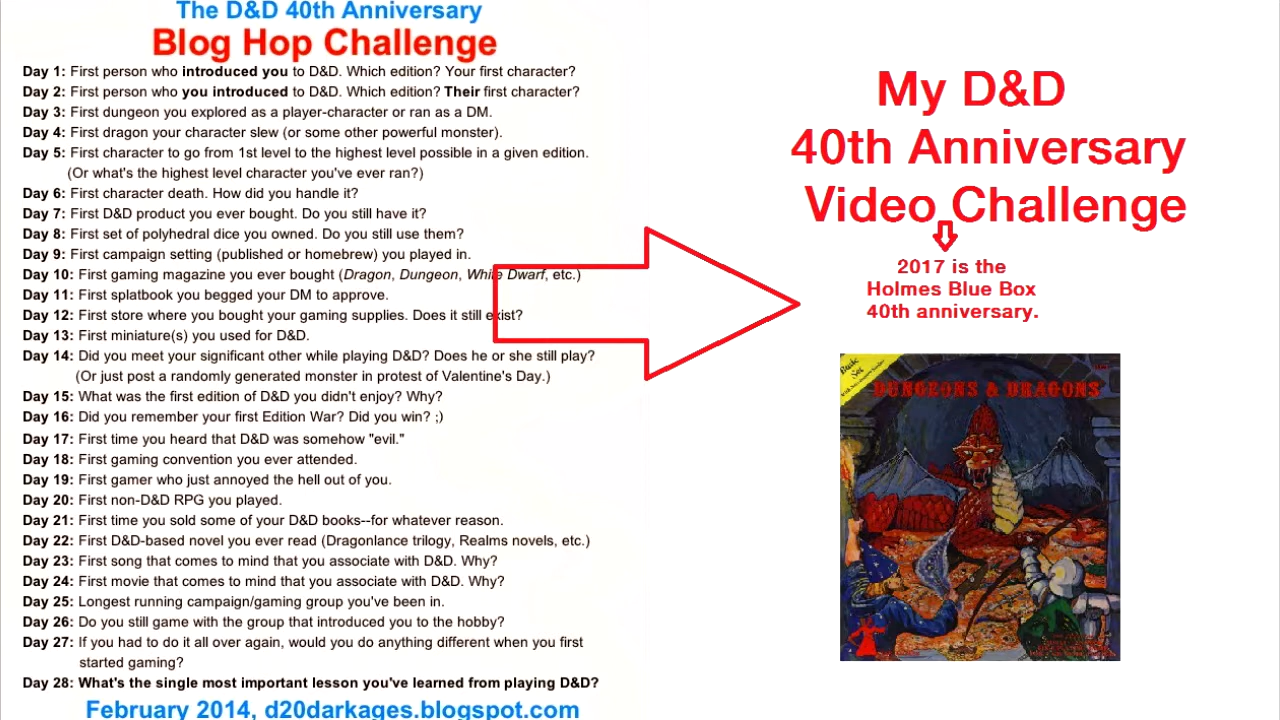 The D&D 40th Anniversary
Blog Hop Challenge
Day 1: First person who introduced you to D&D. Which edition? Your first character?
Day 2: First person who you introduced to D&D. Which edition? Their first character?
Day 3: First dungeon you explored as a player-character or ran as a DM.
Day 4: First dragon your character slew (or some other powerful monster).
Day 5: First character to go from 1st level to the highest level possible in a given edition.
(Or what's the highest level character you've ever ran?)
Day 6: First character death. How did you handle it?
Day 7: First D&D product you ever bought. Do you still have it?
Day 8: First set of polyhedral dice you owned. Do you still use them?
Day 9: First campaign setting (published or homebrew) you played in.
Day 10: First gaming magazine you ever bought (Dragon, Dungeon, White Dwarf, etc.)
Day 11: First splatbook you begged your DM to approve.
Day 12: First store where you bought your gaming supplies. Does it still exist?
Day 13: First miniature(s) you used for D&D.
Day 14: Did you meet your significant other while playing D&D? Does he or she still play?
(Or just post a randomly generated monster in protest of Valentine's Day.)
Day 15: What was the first edition of D&D you didn't enjoy? Why?
Day 16: Did you remember your first Edition War? Did you win? ;)
Day 17: First time you heard that D&D was somehow "evil."
Day 18: First gaming convention you ever attended.
Day 19: First gamer who just annoyed the hell out of you.
Day 20: First non-D&D RPG you played.
Day 21: First time you sold some of your D&D books--for whatever reason.
Day 22: First D&D-based novel you ever read (Dragonlance trilogy, Realms novels, etc.)
Day 23: First song that comes to mind that you associate with D&D. Why?
Day 24: First movie that comes to mind that you associate with D&D. Why?
Day 25: Longest running campaign/gaming group you've been in.
Day 26: Do you still game with the group that introduced you to the hobby?
Day 27: If you had to do it all over again, would you do anything different when you first
started gaming?
Day 28: What's the single most important lesson you've learned from playing D&D?
February 2014, d20darkages.blogspot.com
My D&D
40th Anniversary
Video Challenge
2017 is the
Holmes Blue Box
40th anniversary.
Basic
Set
DUNGEONS & DRAGONS